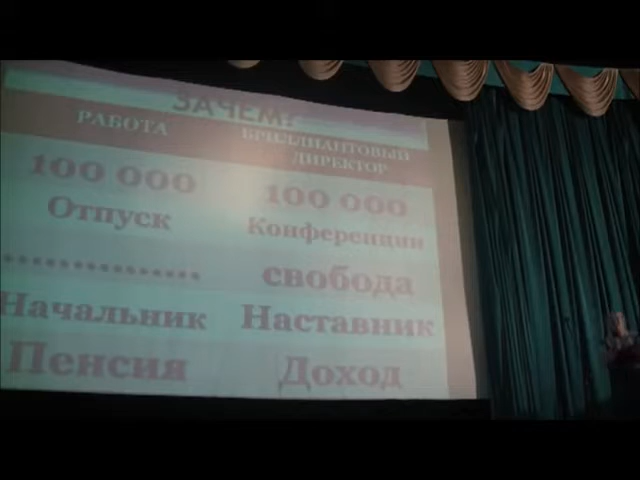 ЗАЧЕМ?
РАБОТА БРИЛЛИАНТОВЫЙ ДИРЕКТОР
100 000 100 000
Отпуск Конференции
............... свобода
Начальник Наставник
Пенсия Доход